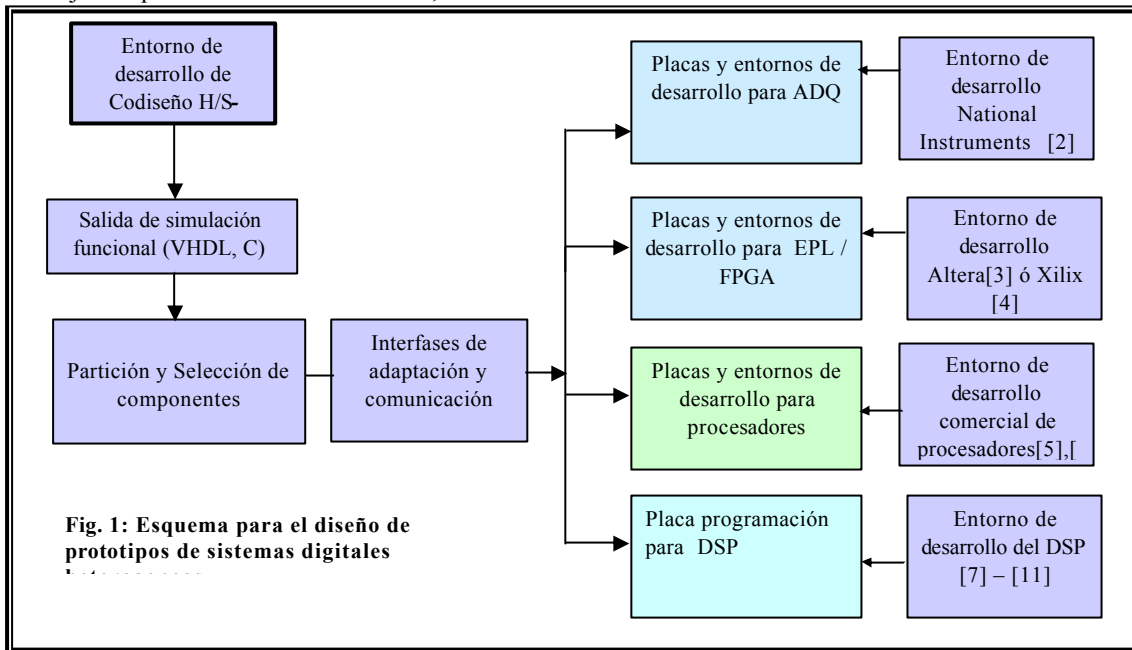 Entorno de
desarrollo de
Codiseño H/S-
Salida de simulación
funcional (VHDL, C)
Partición y Selección de
componentes
Interfases de
adaptación y
comunicación
Placas y entornos de
desarrollo para ADQ
Entorno de
desarrollo
National
Instruments [2]
Placas y entornos de
desarrollo para EPL /
FPGA
Entorno de
desarrollo
Altera[3] ó Xilix
[4]
Placas y entornos de
desarrollo para
procesadores
Entorno de
desarrollo
comercial de
procesadores[5],[
Placa programación
para DSP
Entorno de
desarrollo del DSP
[7] – [11]
Fig. 1: Esquema para el diseño de
prototipos de sistemas digitales